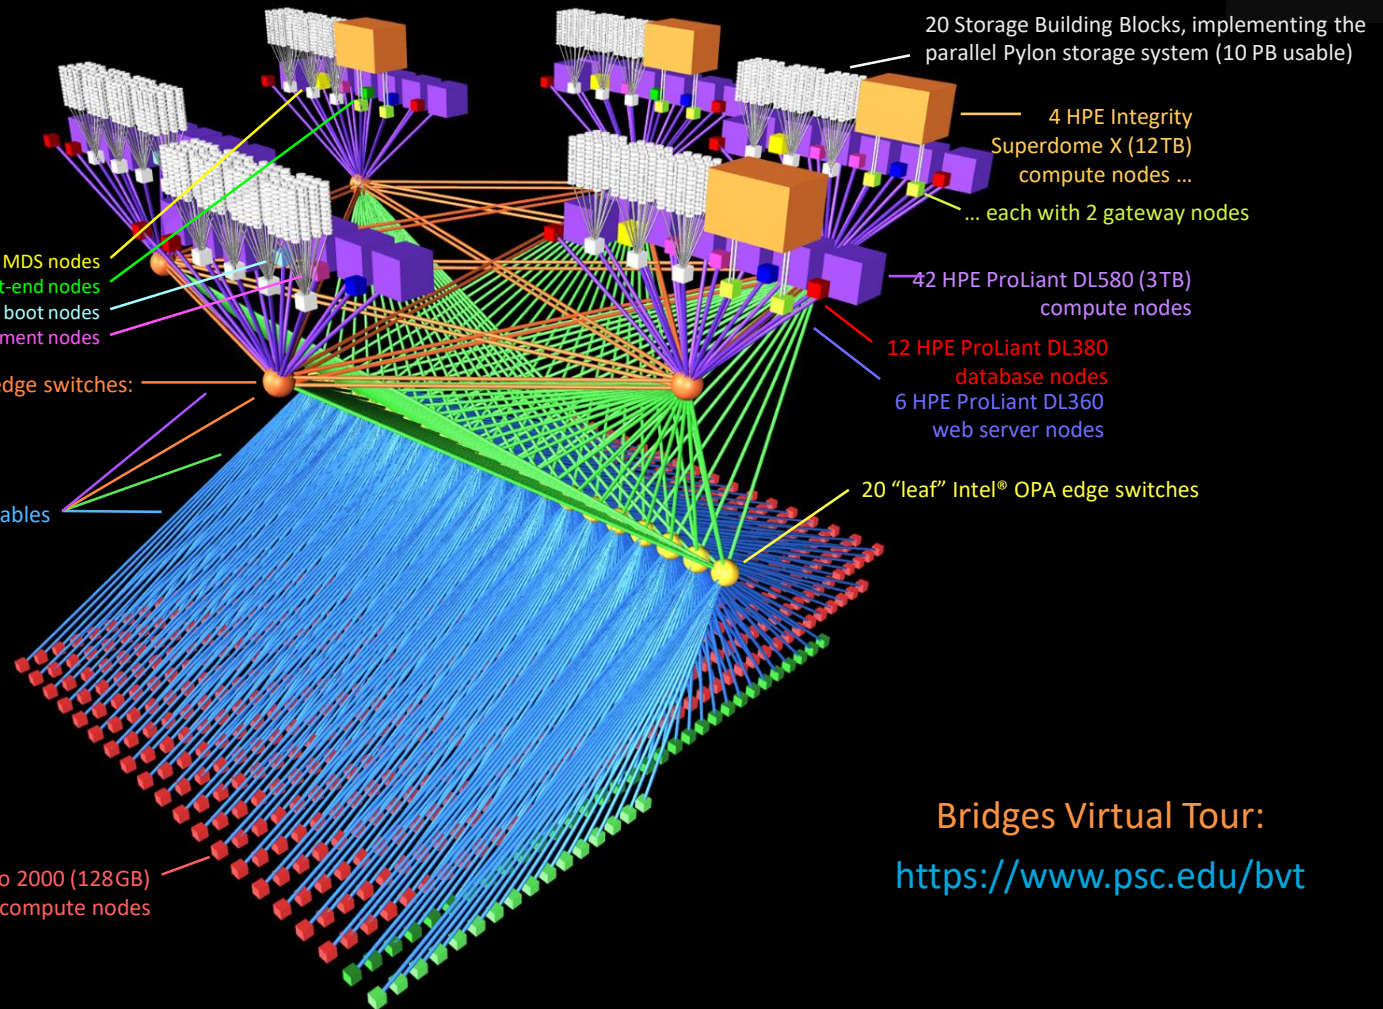 20 Storage Building Blocks, implementing the
parallel Pylon storage system (10 PB usable)
4 HPE Integrity
Superdome X (12TB)
compute nodes ...
... each with 2 gateway nodes
MDS nodes
t-end nodes
boot nodes
ment nodes
42 HPE ProLiant DL580 (3TB)
compute nodes
12 HPE ProLiant DL380
database nodes
6 HPE ProLiant DL360
web server nodes
edge switches:
20 “leaf” Intel® OPA edge switches
ables
o 2000 (128GB)
compute nodes
Bridges Virtual Tour:
https://www.psc.edu/bvt